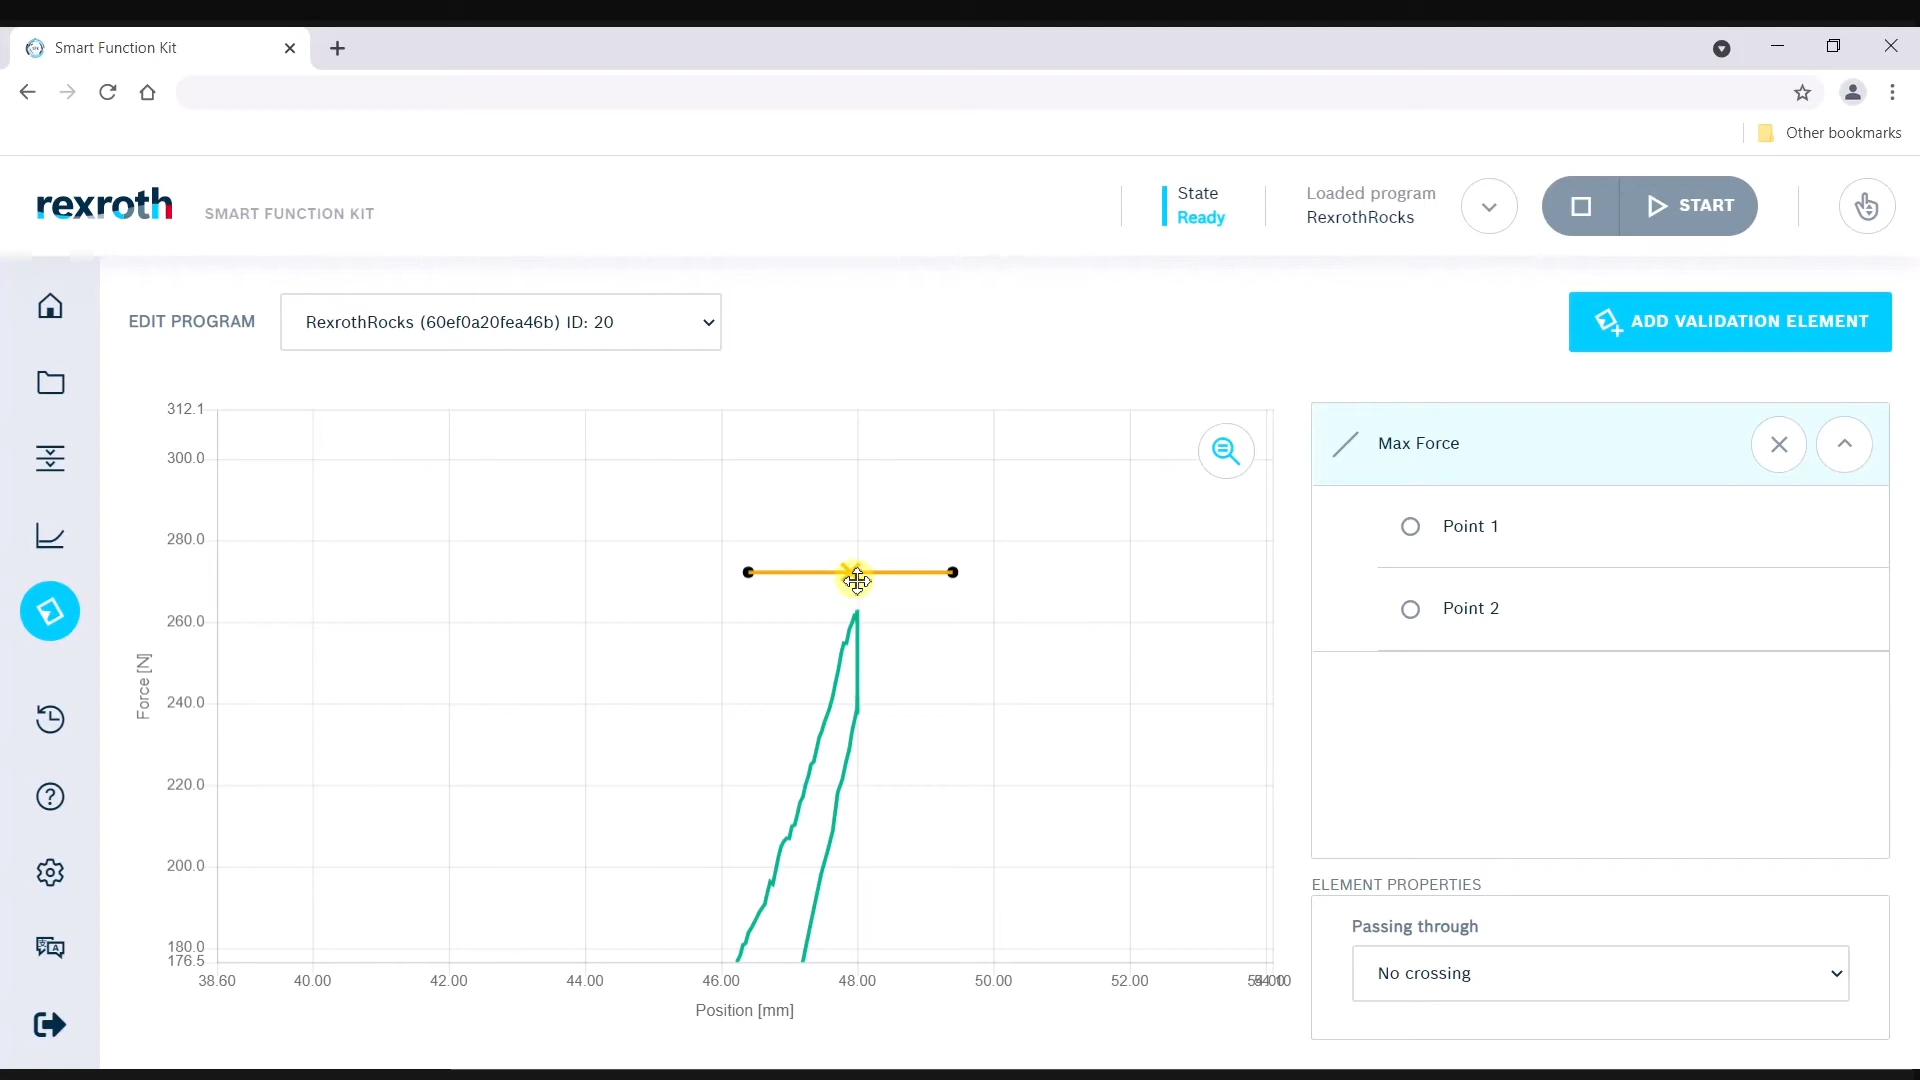 Smart Function Kit
Other bookmarks
rexroth
SMART FUNCTION KIT
State
Ready
Loaded program
RexrothRocks
START
EDIT PROGRAM
RexrothRocks (60ef0a20fea46b) ID: 20
ADD VALIDATION ELEMENT
312.1
300.0
280.0
260.0
240.0
220.0
200.0
180.0
176.5
Force [N]
38.60
40.00
42.00
44.00
46.00
48.00
50.00
52.00
Position [mm]
Max Force
Point 1
Point 2
ELEMENT PROPERTIES
Passing through
No crossing